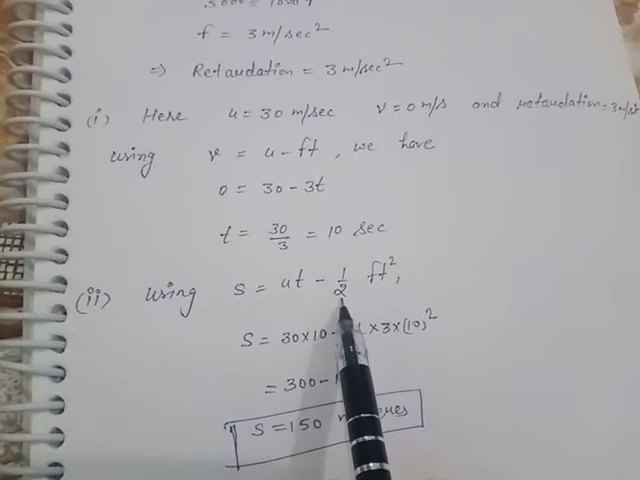 f = 3 m/sec²
⇒ Retardation = 3 m/sec²
(i) Here u = 30 m/sec v = 0 m/s and retardation = 3 m/s²
using v = u - ft, we have
0 = 30 - 3t
t = 30/3 = 10 sec
(ii) using S = ut - 1/2 ft²,
S = 30×10 - ×3×(10)²
= 300 -
S = 150